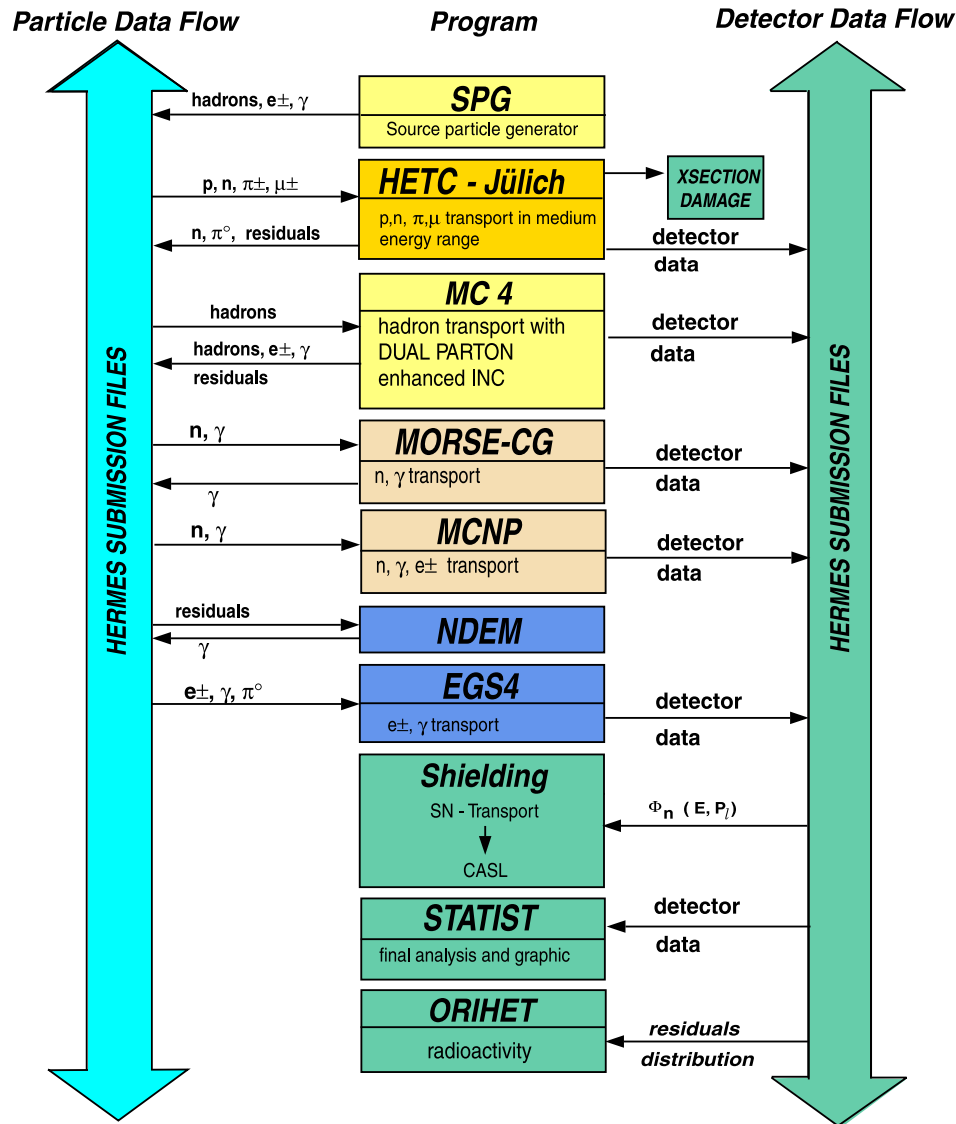 Particle Data Flow
Program
Detector Data Flow
HERMES SUBMISSION FILES
hadrons, e±, γ
SPG
Source particle generator
p, n, π±, μ±
n, π°, residuals
HETC - Jülich
p,n, π,μ transport in medium
energy range
XSECTION
DAMAGE
detector
data
hadrons
hadrons, e±, γ
residuals
MC 4
hadron transport with
DUAL PARTON
enhanced INC
detector
data
n, γ
γ
MORSE-CG
n, γ transport
detector
data
n, γ
MCNP
n, γ, e± transport
detector
data
residuals
γ
NDEM
e±, γ, π°
EGS4
e±, γ transport
detector
data
Shielding
SN - Transport
CASL
Φn ( E, Pl)
STATIST
final analysis and graphic
detector
data
ORIHET
radioactivity
residuals
distribution
HERMES SUBMISSION FILES